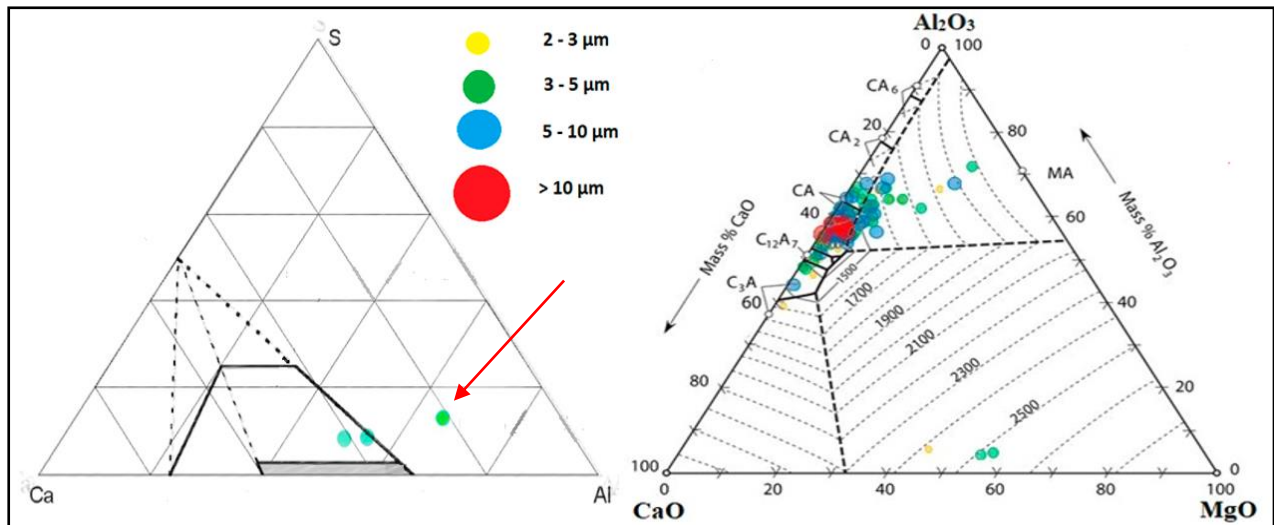 S
2 - 3 µm
3 - 5 µm
5 - 10 µm
> 10 µm
Ca
Al
Al₂O₃
0 100
CA₆
20
80
CA₂
MA
CA
40
60
C₁₂A₇
C₃A
60
40
80
20
100
0
Mass % CaO
Mass % Al₂O₃
1500
1700
1900
2100
2300
2500
0
20
40
60
80
100
CaO
MgO